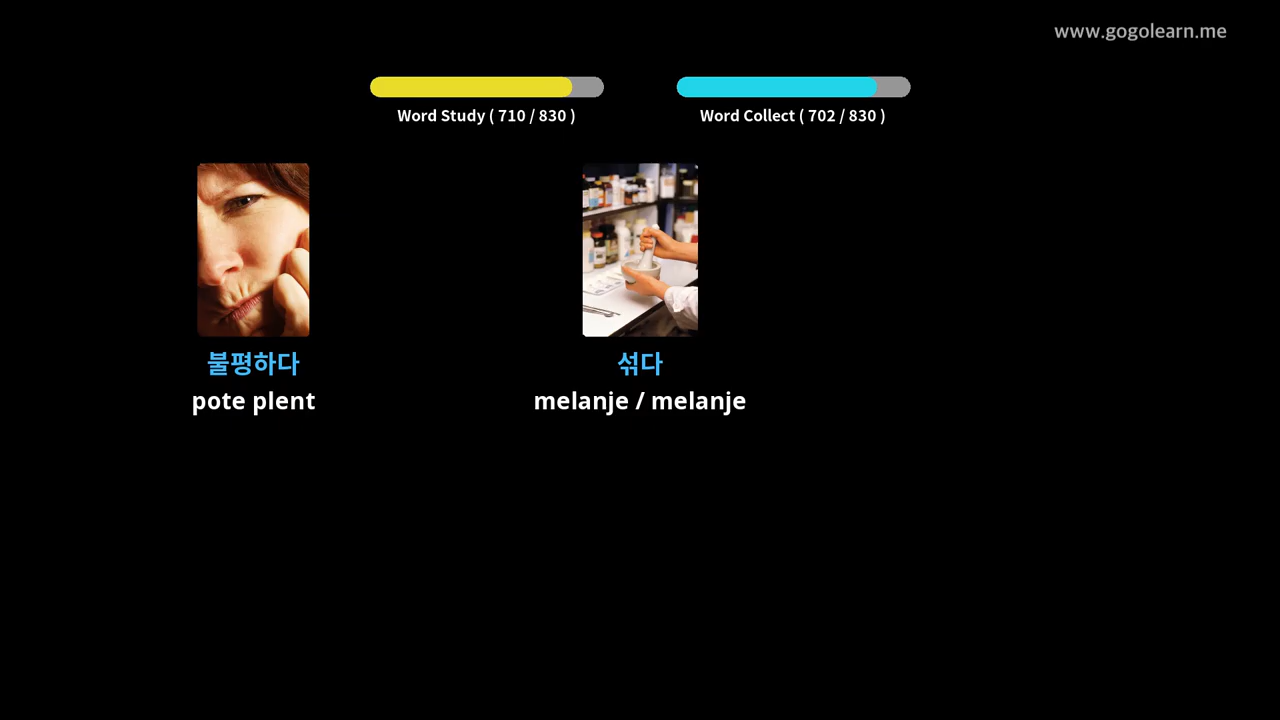 www.gogolearn.me
Word Study ( 710 / 830 )
Word Collect ( 702 / 830 )
불평하다
pote plent
섞다
melanje / melanje